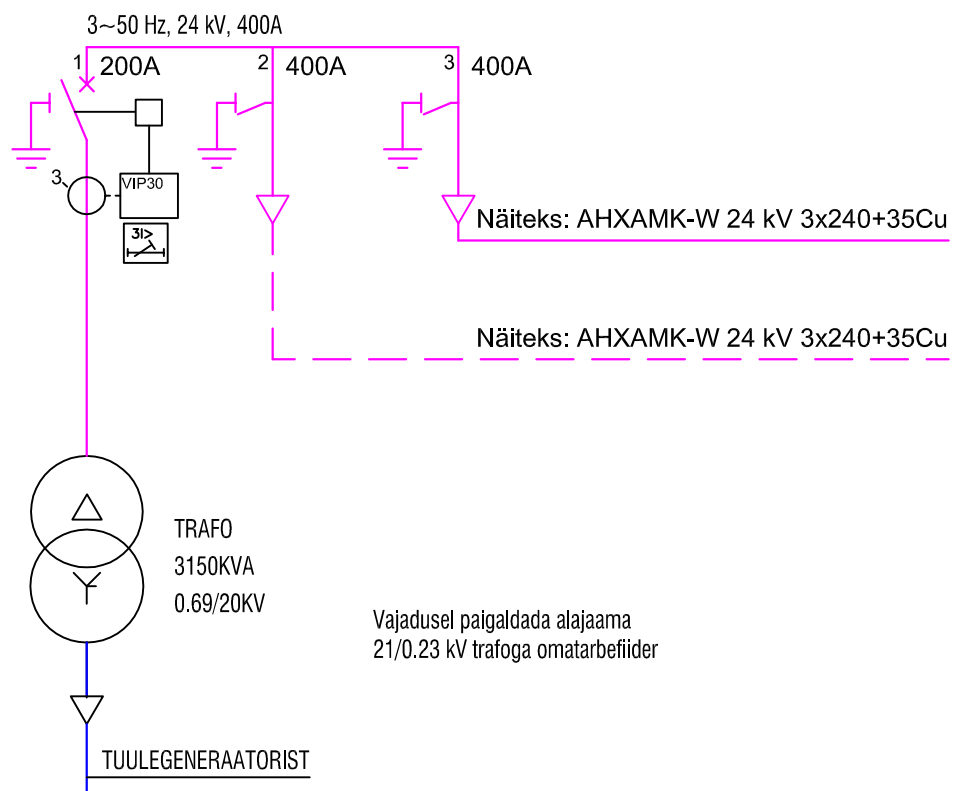 3~50 Hz, 24 kV, 400A
1 200A
2 400A
3 400A
3
VIP30
3I>
Näiteks: AHXAMK-W 24 kV 3x240+35Cu
Näiteks: AHXAMK-W 24 kV 3x240+35Cu
TRAFO
3150KVA
0.69/20KV
Vajadusel paigaldada alajaama
21/0.23 kV trafoga omatarbefiider
TUULEGENERAATORIST